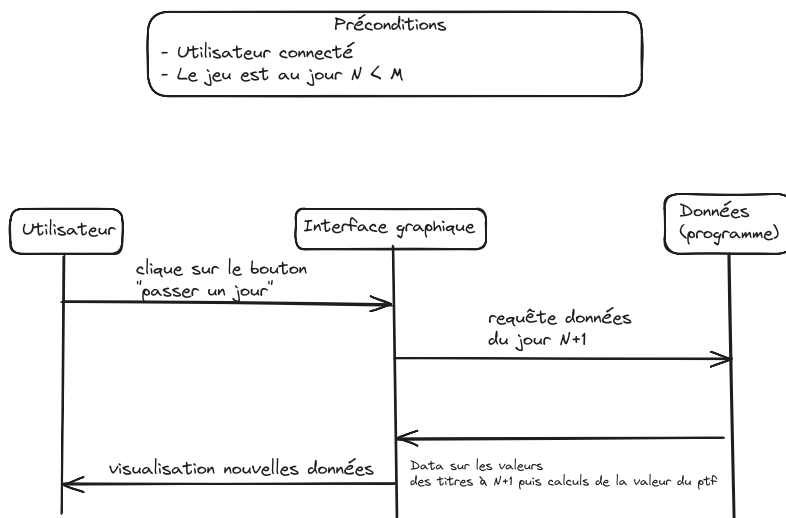 Préconditions
- Utilisateur connecté
- Le jeu est au jour N < M
Utilisateur
Interface graphique
Données
(programme)
clique sur le bouton
"passer un jour"
requête données
du jour N+1
Data sur les valeurs
des titres à N+1 puis calculs de la valeur du ptf
visualisation nouvelles données